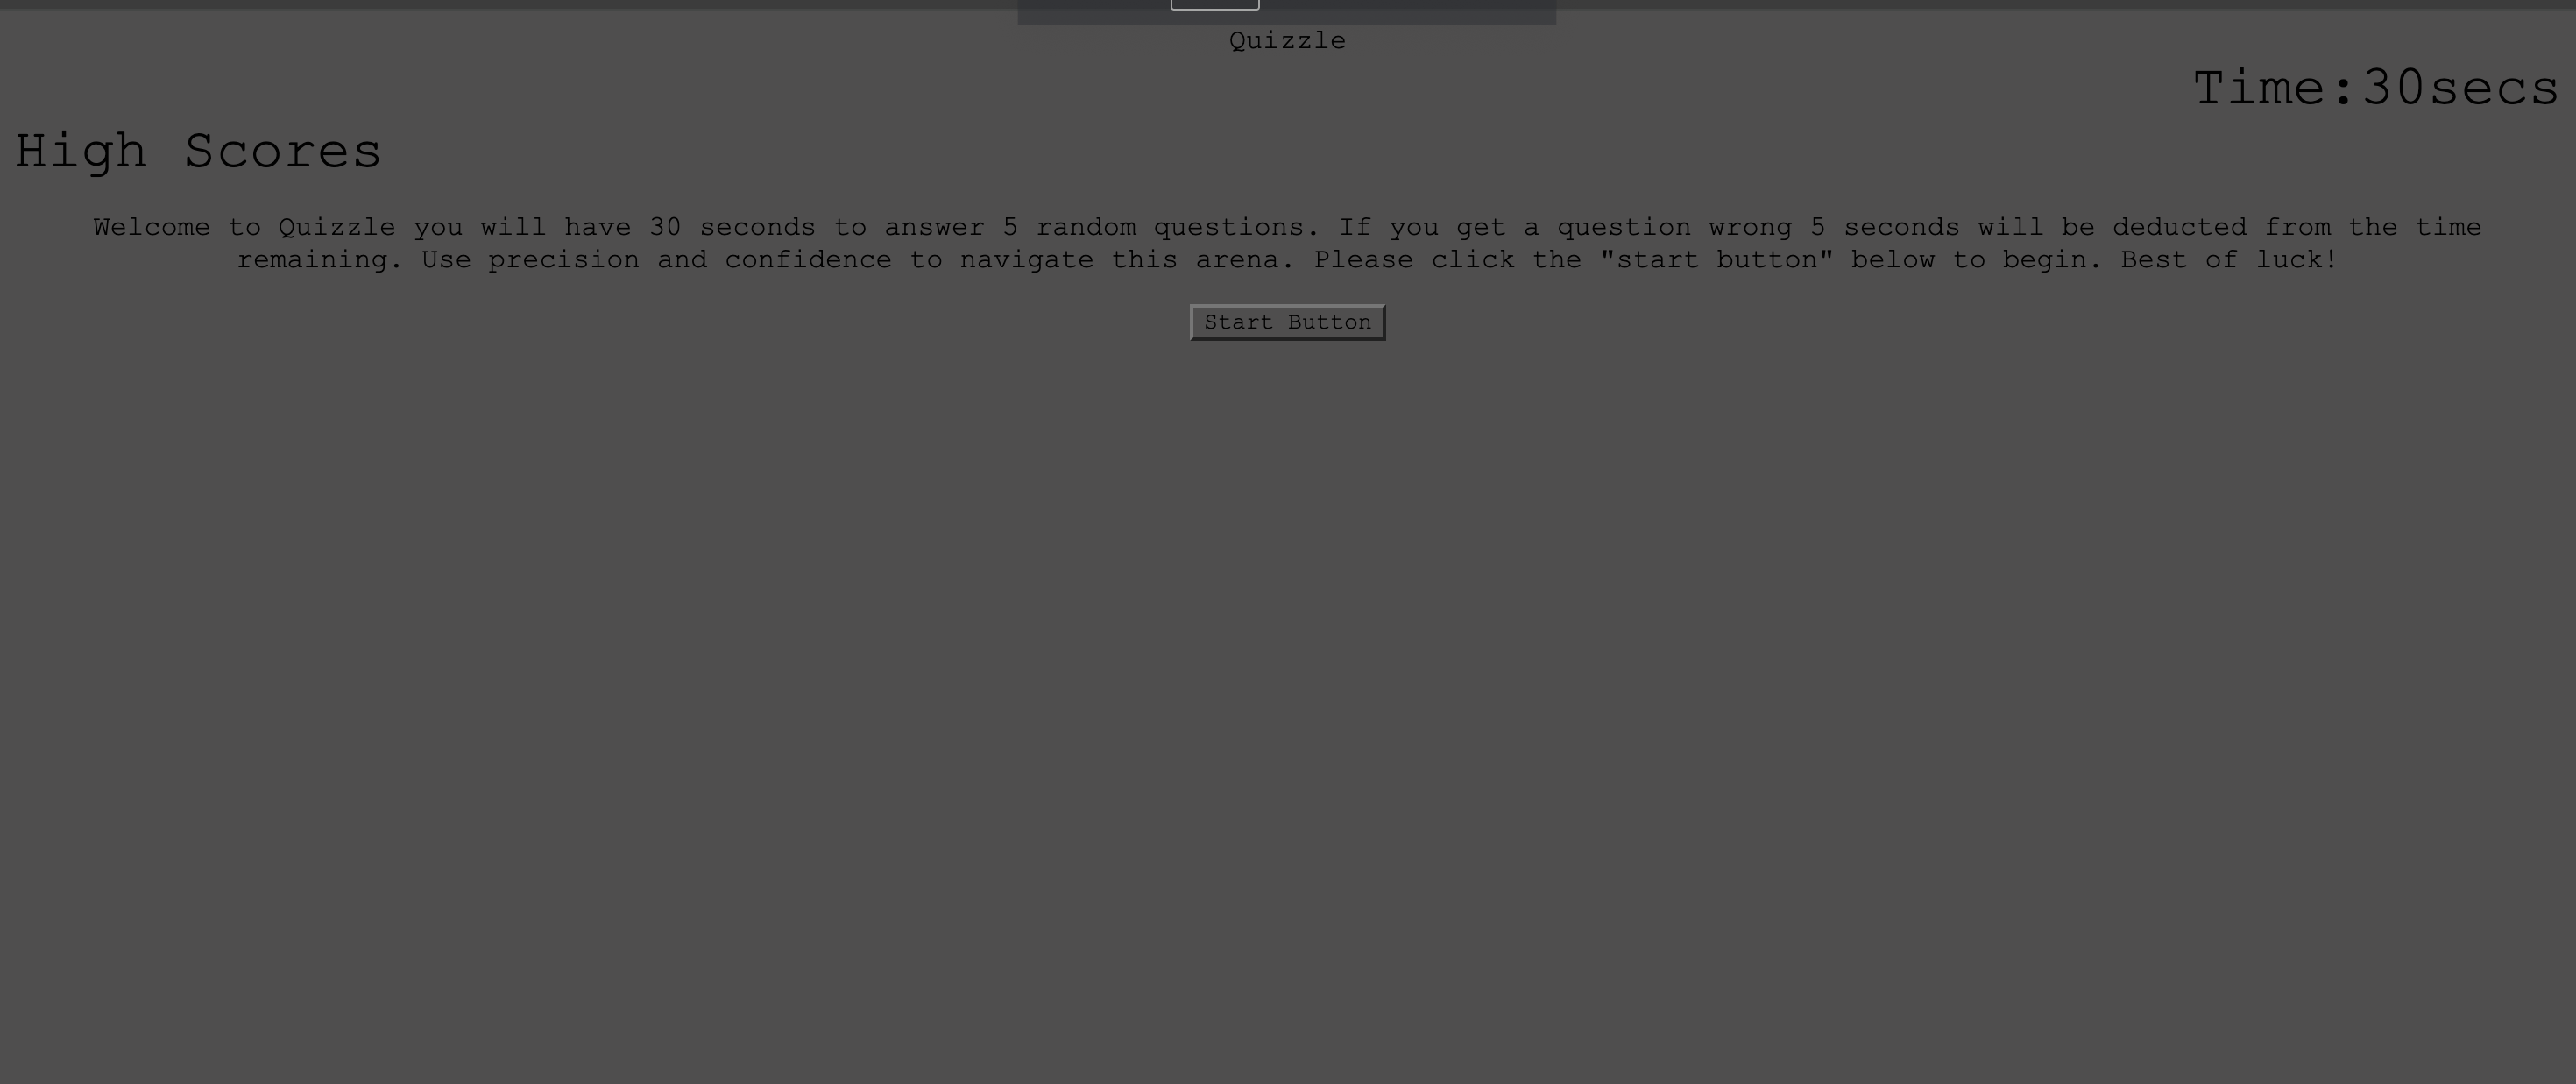 Quizzle
Time:30secs
High Scores
Welcome to Quizzle you will have 30 seconds to answer 5 random questions. If you get a question wrong 5 seconds will be deducted from the time
remaining. Use precision and confidence to navigate this arena. Please click the "start button" below to begin. Best of luck!
Start Button